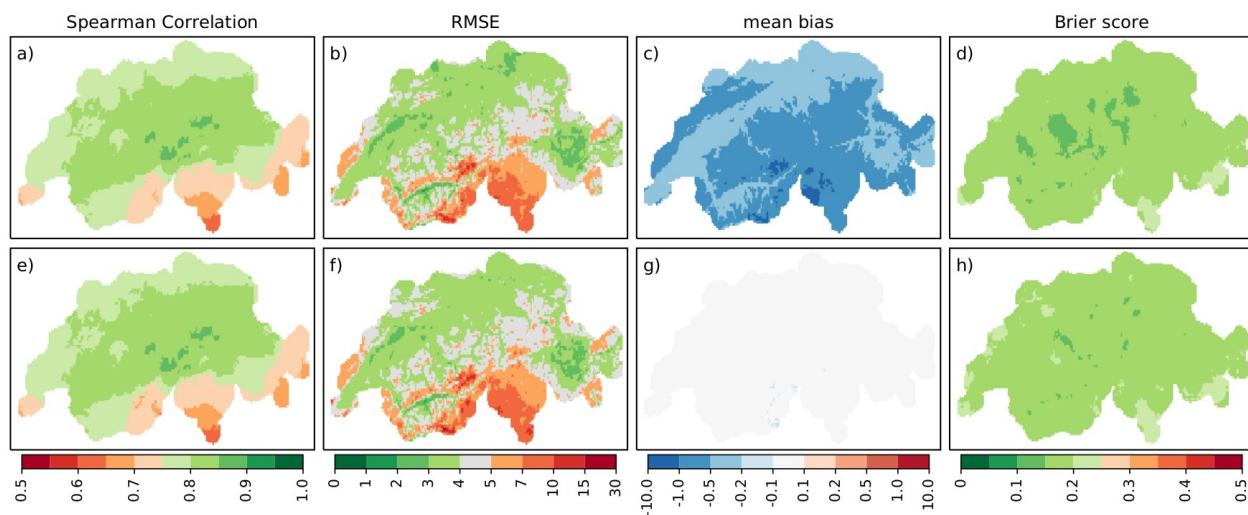 Spearman Correlation RMSE mean bias Brier score
a) b) c) d)
e) f) g) h)
0.5 0.6 0.7 0.8 0.9 1.0 0 1 2 3 4 5 7 10 15 30 -10.0 -1.0 -0.5 -0.2 -0.1 0.1 0.2 0.5 1.0 10.0 0 0.1 0.2 0.3 0.4 0.5